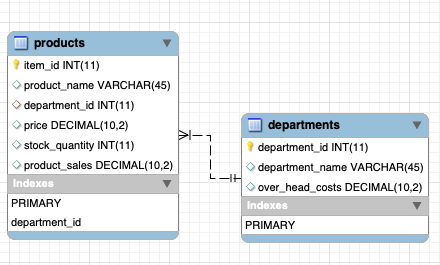 products
item_id INT(11)
product_name VARCHAR(45)
department_id INT(11)
price DECIMAL(10,2)
stock_quantity INT(11)
product_sales DECIMAL(10,2)
Indexes
PRIMARY
department_id
departments
department_id INT(11)
department_name VARCHAR(45)
over_head_costs DECIMAL(10,2)
Indexes
PRIMARY